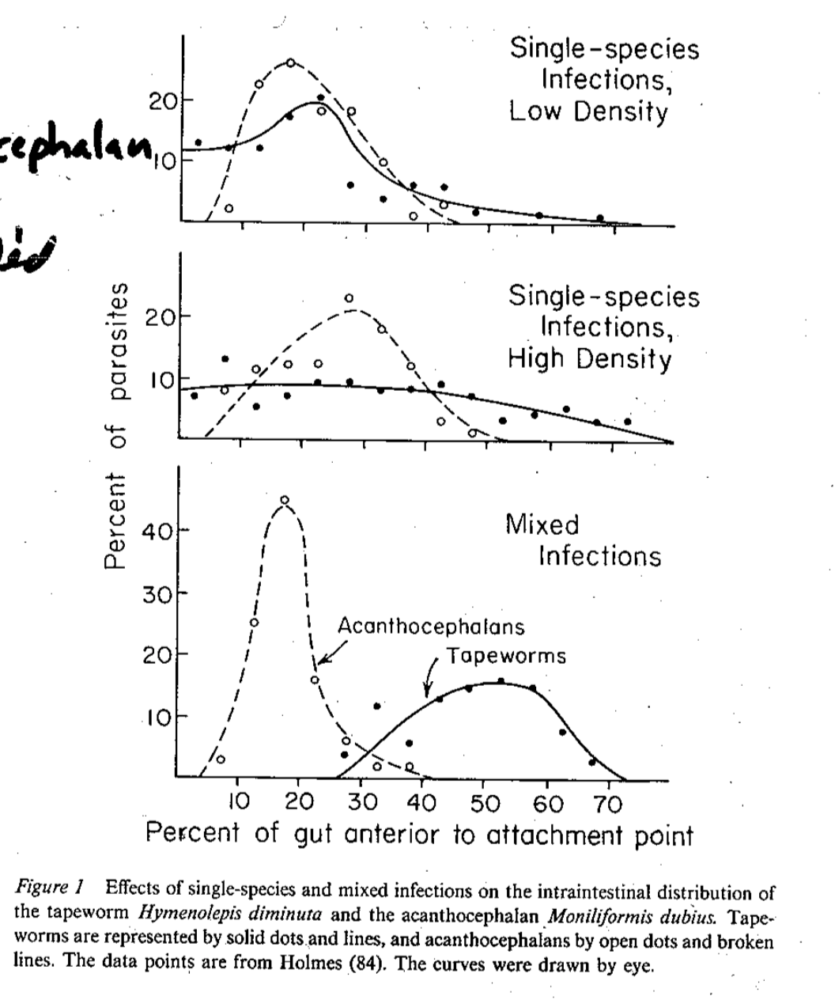 Single-species
Infections,
Low Density
20
10
cephalan
Single-species
Infections,
High Density
20
10
Percent of parasites
Mixed
Infections
40
30
20
10
Acanthocephalans
Tapeworms
10 20 30 40 50 60 70
Percent of gut anterior to attachment point
Figure 1 Effects of single-species and mixed infections on the intraintestinal distribution of
the tapeworm Hymenolepis diminuta and the acanthocephalan Moniliformis dubius. Tape-
worms are represented by solid dots and lines, and acanthocephalans by open dots and broken
lines. The data points are from Holmes (84). The curves were drawn by eye.